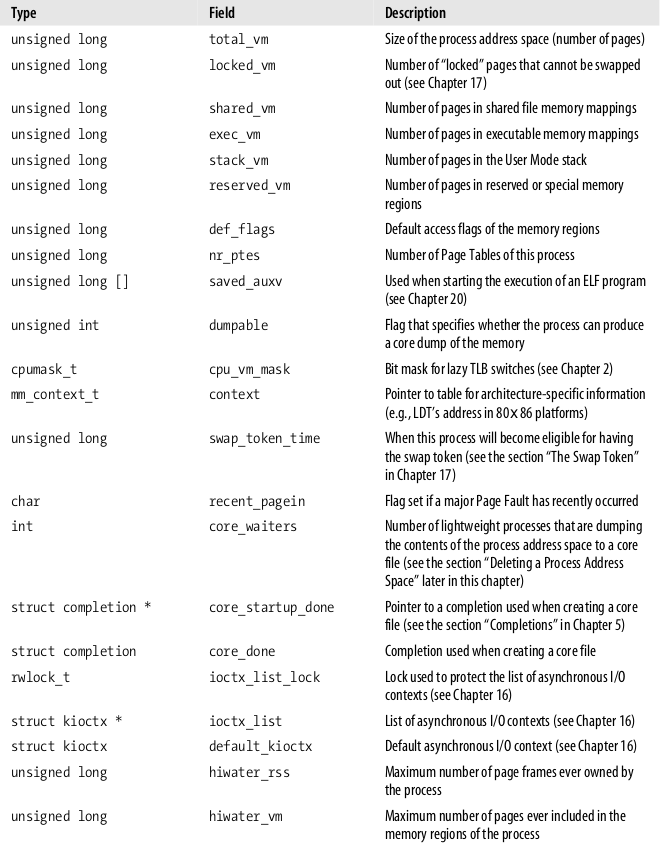 Type Field Description
unsigned long total_vm Size of the process address space (number of pages)
unsigned long locked_vm Number of “locked” pages that cannot be swapped
out (see Chapter 17)
unsigned long shared_vm Number of pages in shared file memory mappings
unsigned long exec_vm Number of pages in executable memory mappings
unsigned long stack_vm Number of pages in the User Mode stack
unsigned long reserved_vm Number of pages in reserved or special memory
regions
unsigned long def_flags Default access flags of the memory regions
unsigned long nr_ptes Number of Page Tables of this process
unsigned long [] saved_auxv Used when starting the execution of an ELF program
(see Chapter 20)
unsigned int dumpable Flag that specifies whether the process can produce
a core dump of the memory
cpumask_t cpu_vm_mask Bit mask for lazy TLB switches (see Chapter 2)
mm_context_t context Pointer to table for architecture-specific information
(e.g., LDT’s address in 80×86 platforms)
unsigned long swap_token_time When this process will become eligible for having
the swap token (see the section “The Swap Token”
in Chapter 17)
char recent_pagein Flag set if a major Page Fault has recently occurred
int core_waiters Number of lightweight processes that are dumping
the contents of the process address space to a core
file (see the section “Deleting a Process Address
Space” later in this chapter)
struct completion * core_startup_done Pointer to a completion used when creating a core
file (see the section “Completions” in Chapter 5)
struct completion core_done Completion used when creating a core file
rwlock_t ioctx_list_lock Lock used to protect the list of asynchronous I/O
contexts (see Chapter 16)
struct kioctx * ioctx_list List of asynchronous I/O contexts (see Chapter 16)
struct kioctx default_kioctx Default asynchronous I/O context (see Chapter 16)
unsigned long hiwater_rss Maximum number of page frames ever owned by
the process
unsigned long hiwater_vm Maximum number of pages ever included in the
memory regions of the process